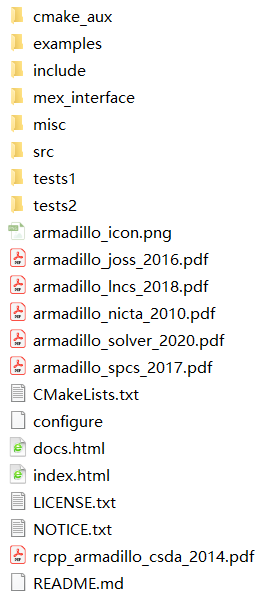 cmake_aux
examples
include
mex_interface
misc
src
tests1
tests2
armadillo_icon.png
armadillo_joss_2016.pdf
armadillo_lncs_2018.pdf
armadillo_nicta_2010.pdf
armadillo_solver_2020.pdf
armadillo_spcs_2017.pdf
CMakeLists.txt
configure
docs.html
index.html
LICENSE.txt
NOTICE.txt
rcpp_armadillo_csda_2014.pdf
README.md